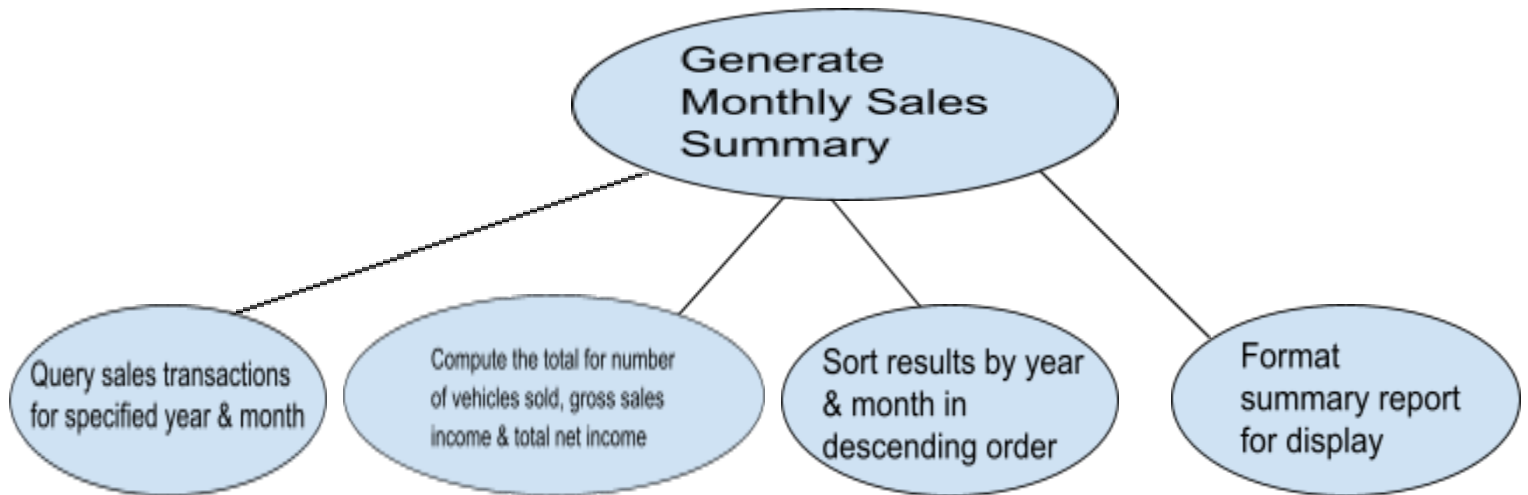 Generate
Monthly Sales
Summary
Query sales transactions
for specified year & month
Compute the total for number
of vehicles sold, gross sales
income & total net income
Sort results by year
& month in
descending order
Format
summary report
for display